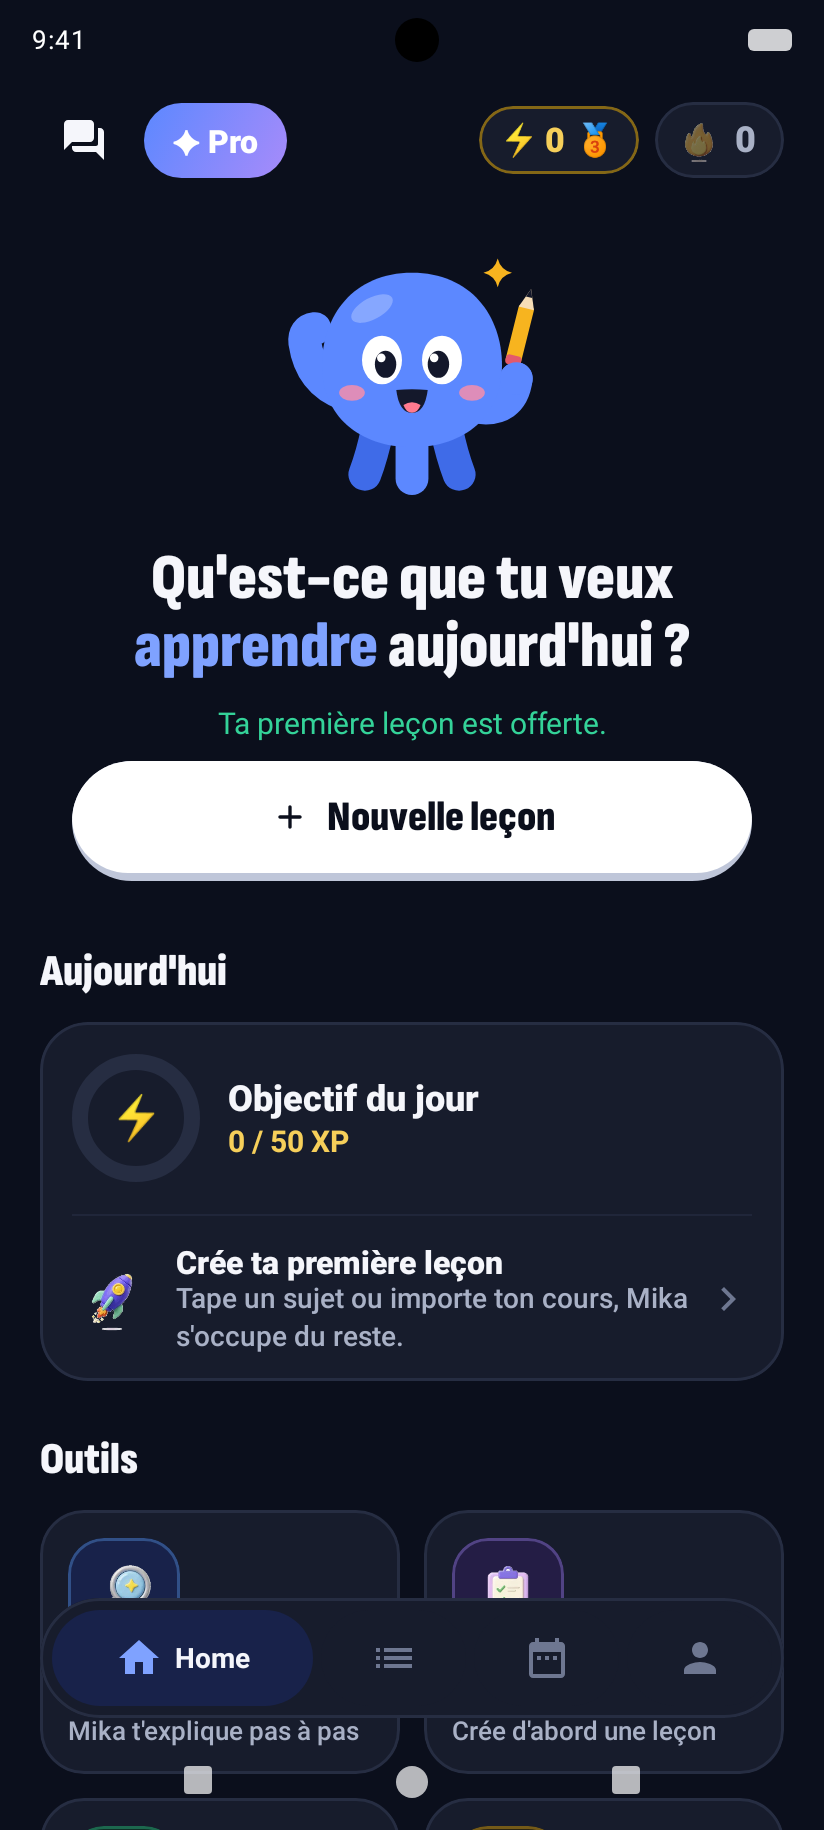 9:41
Pro
0
3
0
Qu'est-ce que tu veux
apprendre aujourd'hui ?
Ta première leçon est offerte.
+ Nouvelle leçon
Aujourd'hui
Objectif du jour
0 / 50 XP
Crée ta première leçon
Tape un sujet ou importe ton cours, Mika
s'occupe du reste.
Outils
Home
Mika t'explique pas à pas
Crée d'abord une leçon